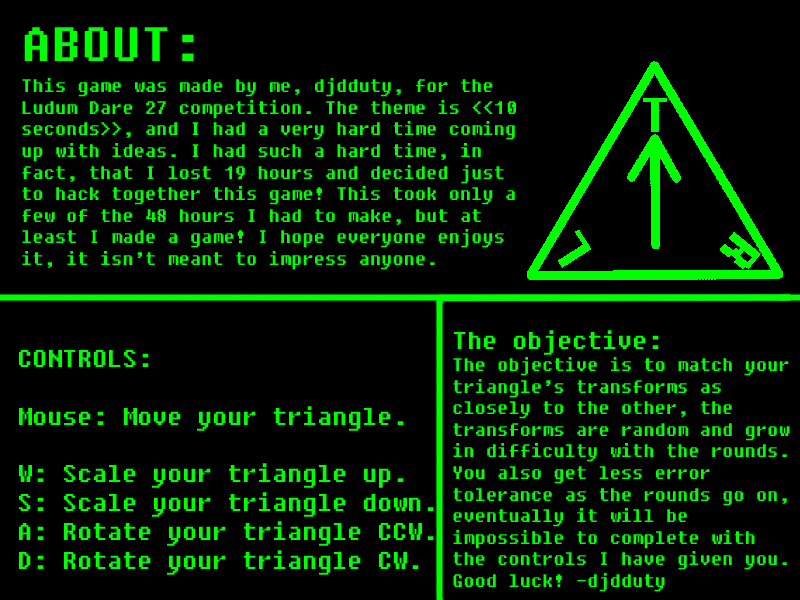 ABOUT:
This game was made by me, djdduty, for the
Ludum Dare 27 competition. The theme is <<10
seconds>>, and I had a very hard time coming
up with ideas. I had such a hard time, in
fact, that I lost 19 hours and decided just
to hack together this game! This took only a
few of the 48 hours I had to make, but at
least I made a game! I hope everyone enjoys
it, it isn't meant to impress anyone.
T
L
R
CONTROLS:
Mouse: Move your triangle.
W: Scale your triangle up.
S: Scale your triangle down.
A: Rotate your triangle CCW.
D: Rotate your triangle CW.
The objective:
The objective is to match your
triangle's transforms as
closely to the other, the
transforms are random and grow
in difficulty with the rounds.
You also get less error
tolerance as the rounds go on,
eventually it will be
impossible to complete with
the controls I have given you.
Good luck! -djdduty